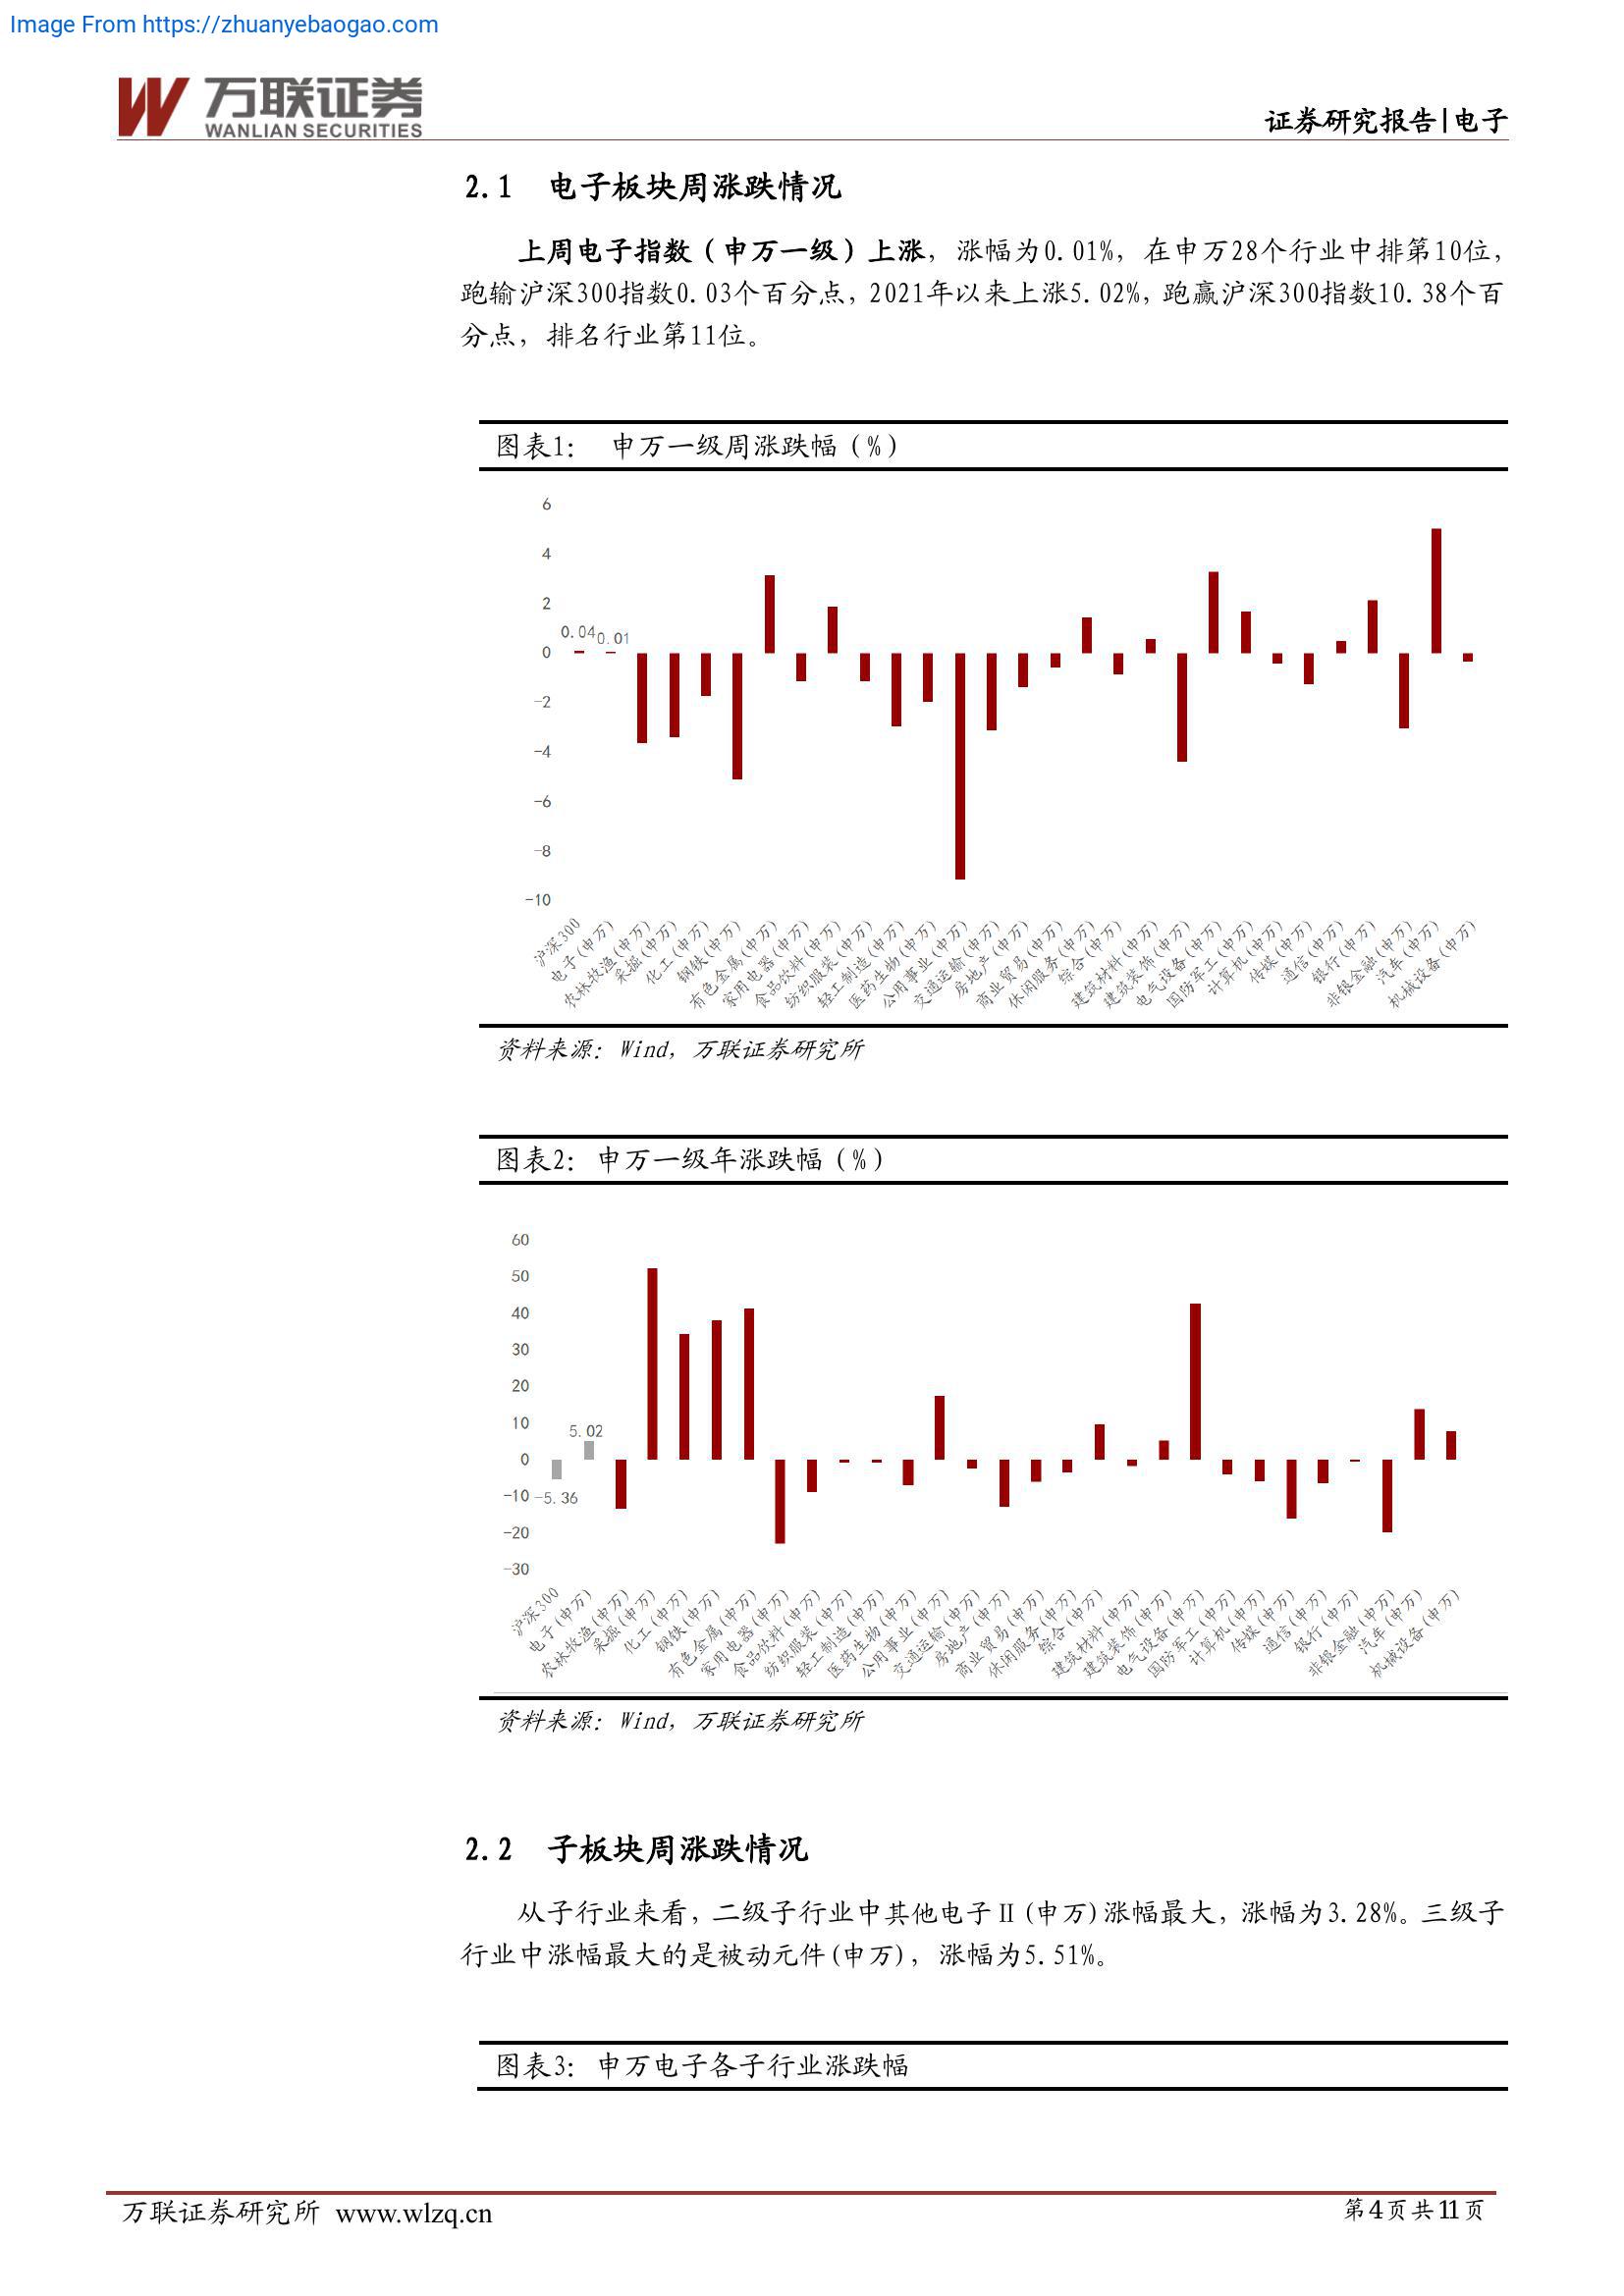 Image From https://zhuanyebaogao.com
万联证券
WANLIAN SECURITIES
证券研究报告|电子
2.1 电子板块周涨跌情况
上周电子指数（申万一级）上涨，涨幅为0.01%，在申万28个行业中排第10位，
跑输沪深300指数0.03个百分点，2021年以来上涨5.02%，跑赢沪深300指数10.38个百
分点，排名行业第11位。
图表1： 申万一级周涨跌幅（%）
6
4
2
0
-2
-4
-6
-8
-10
0.04
0.01
沪深300
电子(申万)
农林牧渔(申万)
采掘(申万)
化工(申万)
钢铁(申万)
有色金属(申万)
家用电器(申万)
食品饮料(申万)
纺织服装(申万)
轻工制造(申万)
医药生物(申万)
公用事业(申万)
交通运输(申万)
房地产(申万)
商业贸易(申万)
休闲服务(申万)
综合(申万)
建筑材料(申万)
建筑装饰(申万)
电气设备(申万)
国防军工(申万)
计算机(申万)
传媒(申万)
通信(申万)
银行(申万)
非银金融(申万)
汽车(申万)
机械设备(申万)
资料来源：Wind，万联证券研究所
图表2：申万一级年涨跌幅（%）
60
50
40
30
20
10
0
-10
-20
-30
5.02
-5.36
沪深300
电子(申万)
农林牧渔(申万)
采掘(申万)
化工(申万)
钢铁(申万)
有色金属(申万)
家用电器(申万)
食品饮料(申万)
纺织服装(申万)
轻工制造(申万)
医药生物(申万)
公用事业(申万)
交通运输(申万)
房地产(申万)
商业贸易(申万)
休闲服务(申万)
综合(申万)
建筑材料(申万)
建筑装饰(申万)
电气设备(申万)
国防军工(申万)
计算机(申万)
传媒(申万)
通信(申万)
银行(申万)
非银金融(申万)
汽车(申万)
机械设备(申万)
资料来源：Wind，万联证券研究所
2.2 子板块周涨跌情况
从子行业来看，二级子行业中其他电子Ⅱ(申万)涨幅最大，涨幅为3.28%。三级子
行业中涨幅最大的是被动元件(申万)，涨幅为5.51%。
图表3：申万电子各子行业涨跌幅
万联证券研究所 www.wlzq.cn
第4页共11页